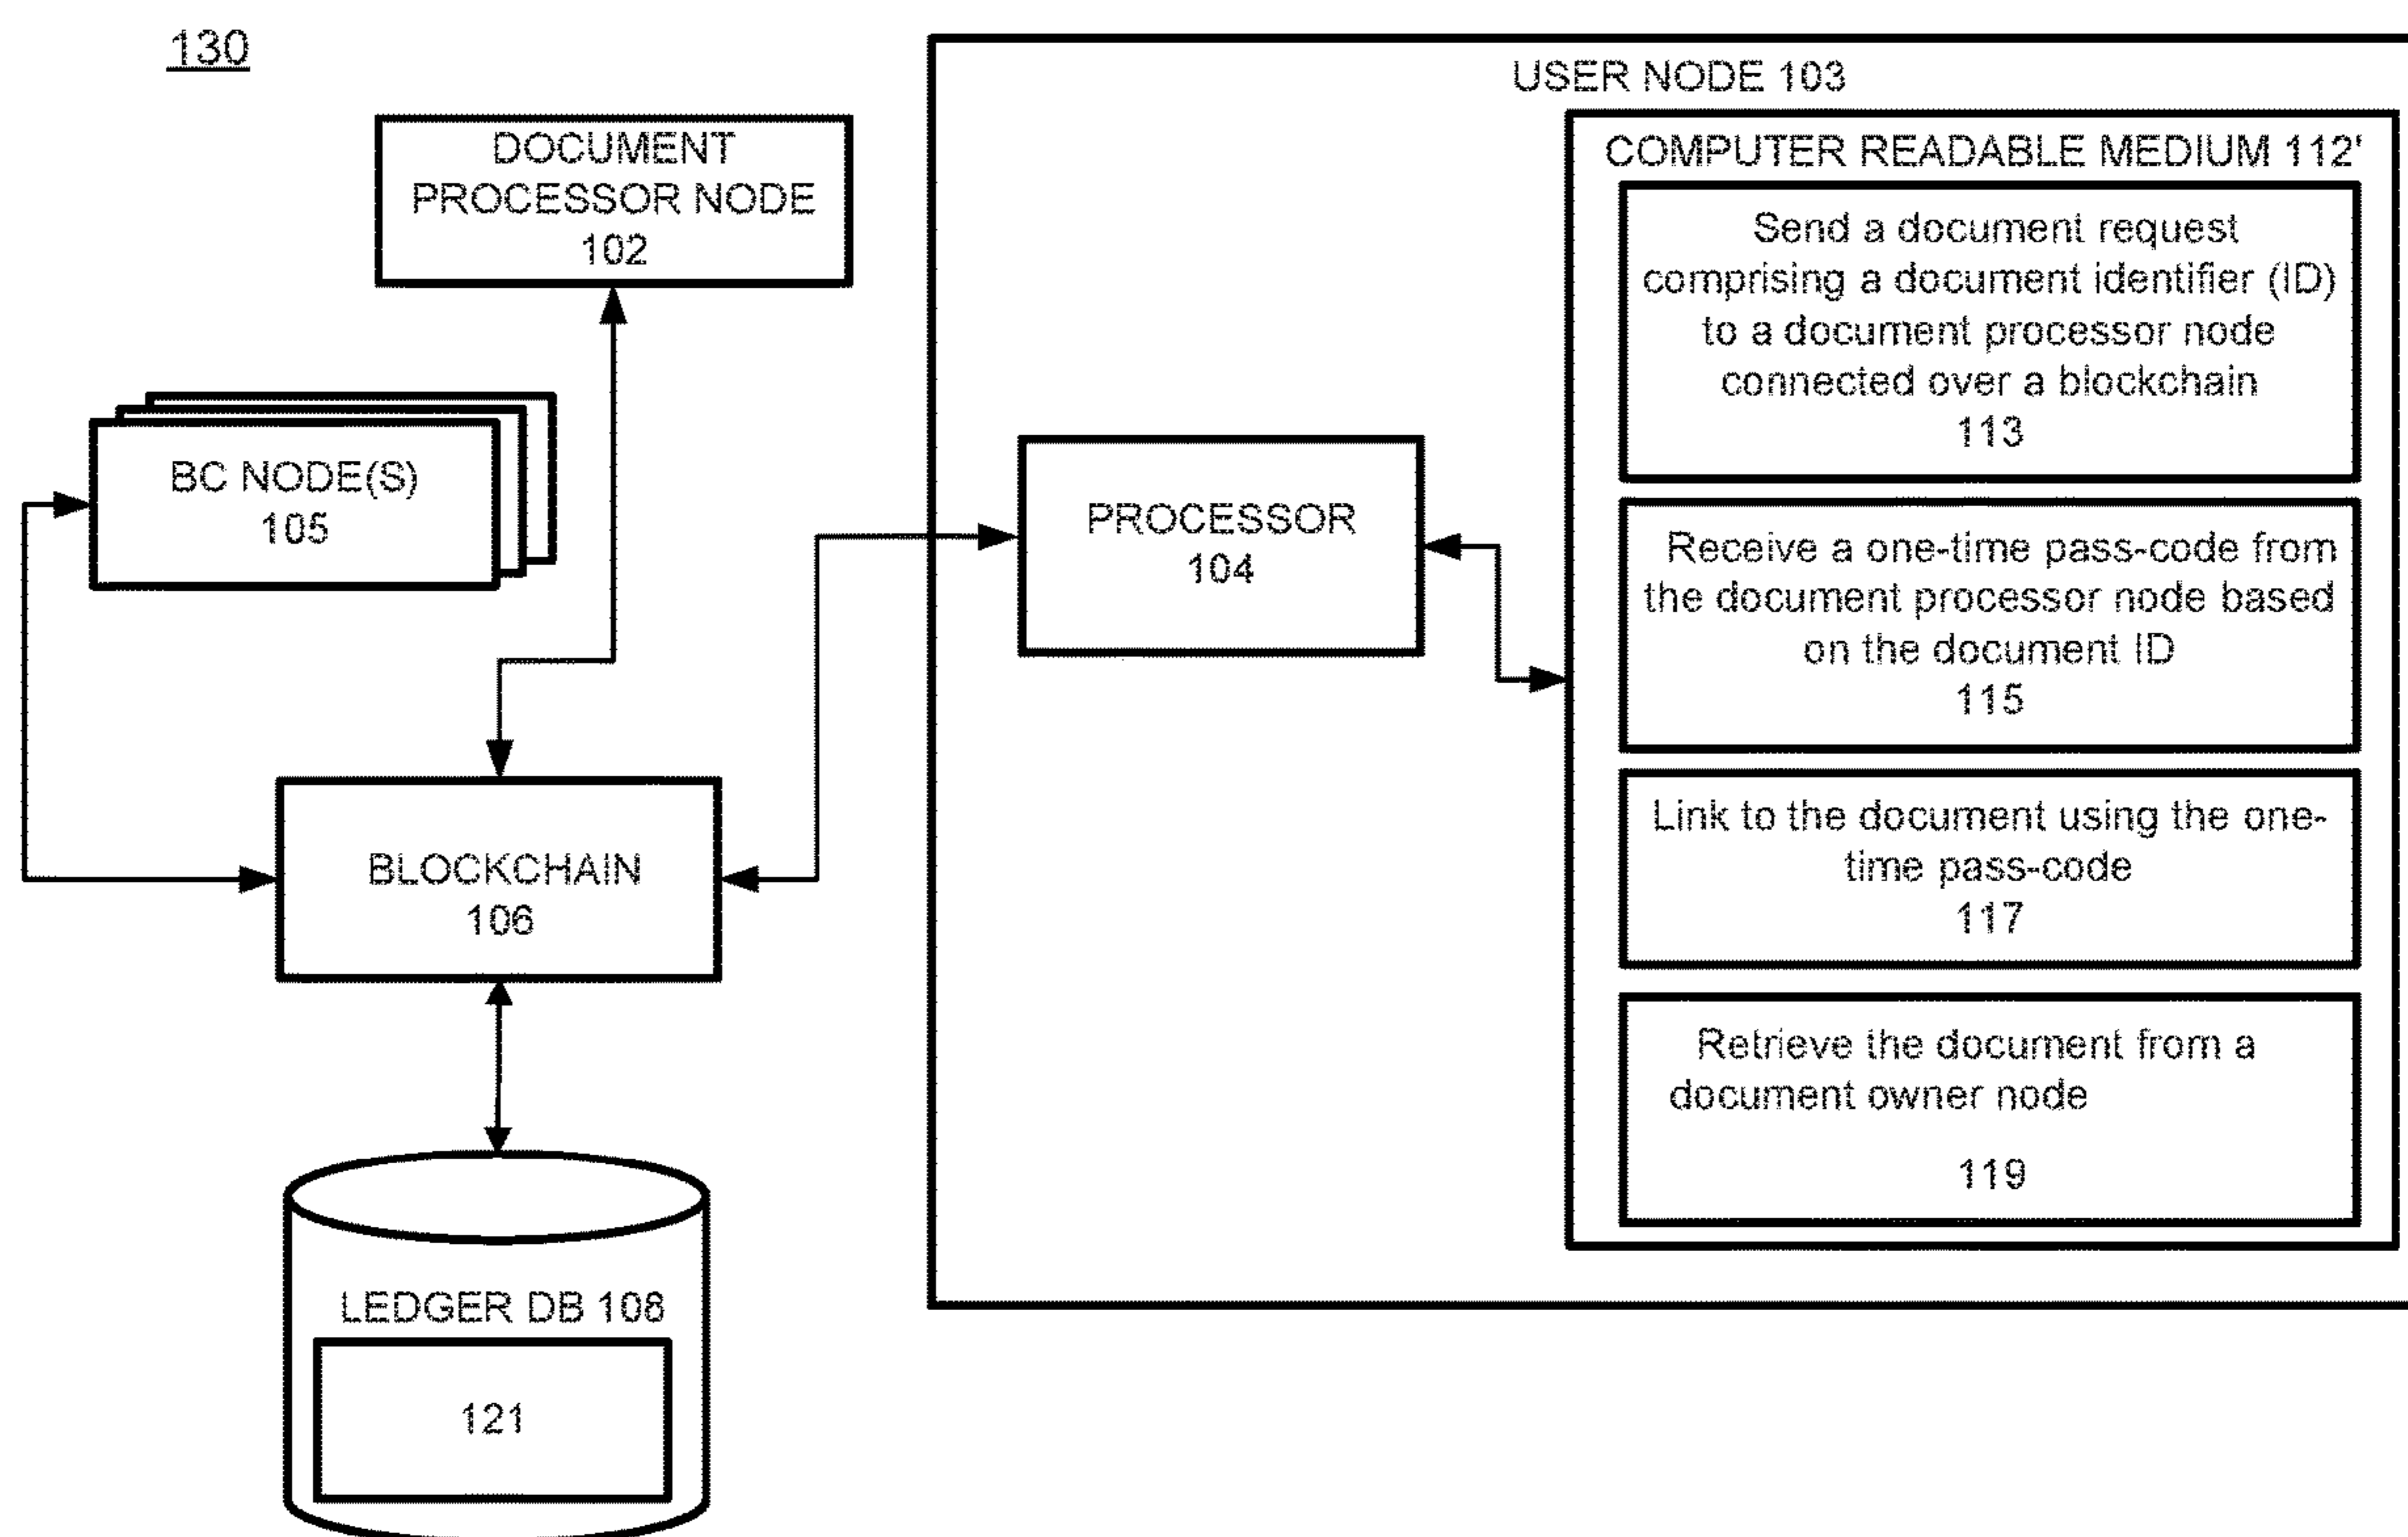 130
DOCUMENT
PROCESSOR NODE
102
BC NODE(S)
105
BLOCKCHAIN
106
LEDGER DB 108
121
USER NODE 103
PROCESSOR
104
COMPUTER READABLE MEDIUM 112'
Send a document request
comprising a document identifier (ID)
to a document processor node
connected over a blockchain
113
Receive a one-time pass-code from
the document processor node based
on the document ID
115
Link to the document using the one-
time pass-code
117
Retrieve the document from a
document owner node
119